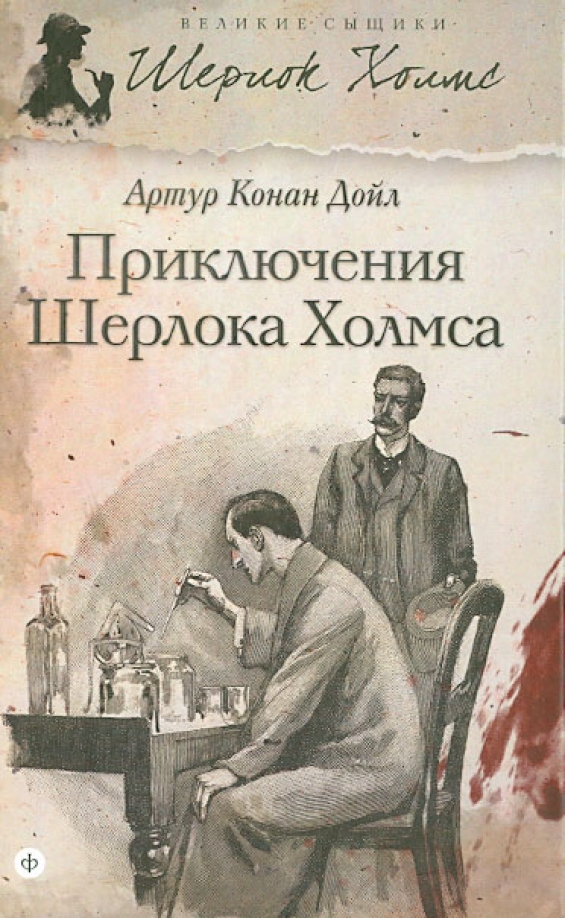 ВЕЛИКИЕ СЫЩИКИ
Шерлок Холмс
Артур Конан Дойл
Приключения
Шерлока Холмса
ф